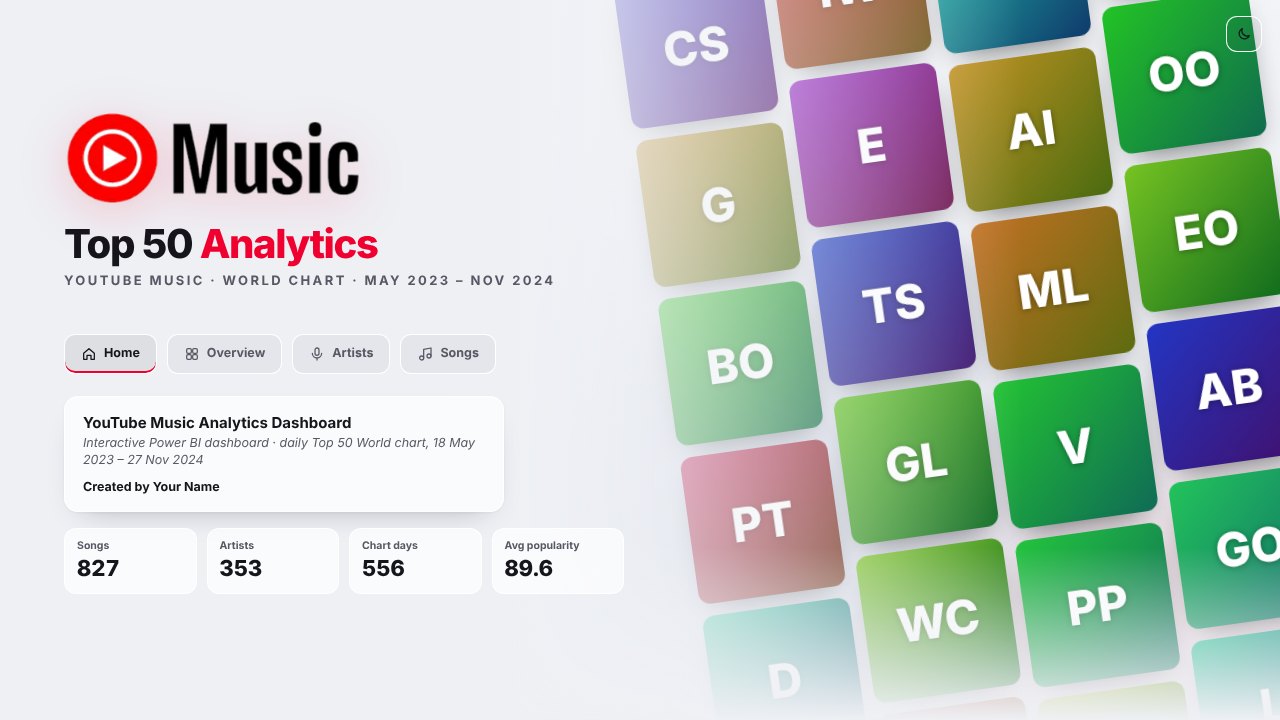 Music
Top 50 Analytics
YOUTUBE MUSIC · WORLD CHART · MAY 2023 – NOV 2024
Home
Overview
Artists
Songs
YouTube Music Analytics Dashboard
Interactive Power BI dashboard · daily Top 50 World chart, 18 May
2023 – 27 Nov 2024
Created by Your Name
Songs
827
Artists
353
Chart days
556
Avg popularity
89.6
CS
G
BO
PT
D
E
TS
GL
WC
AI
ML
V
PP
OO
EO
AB
GO